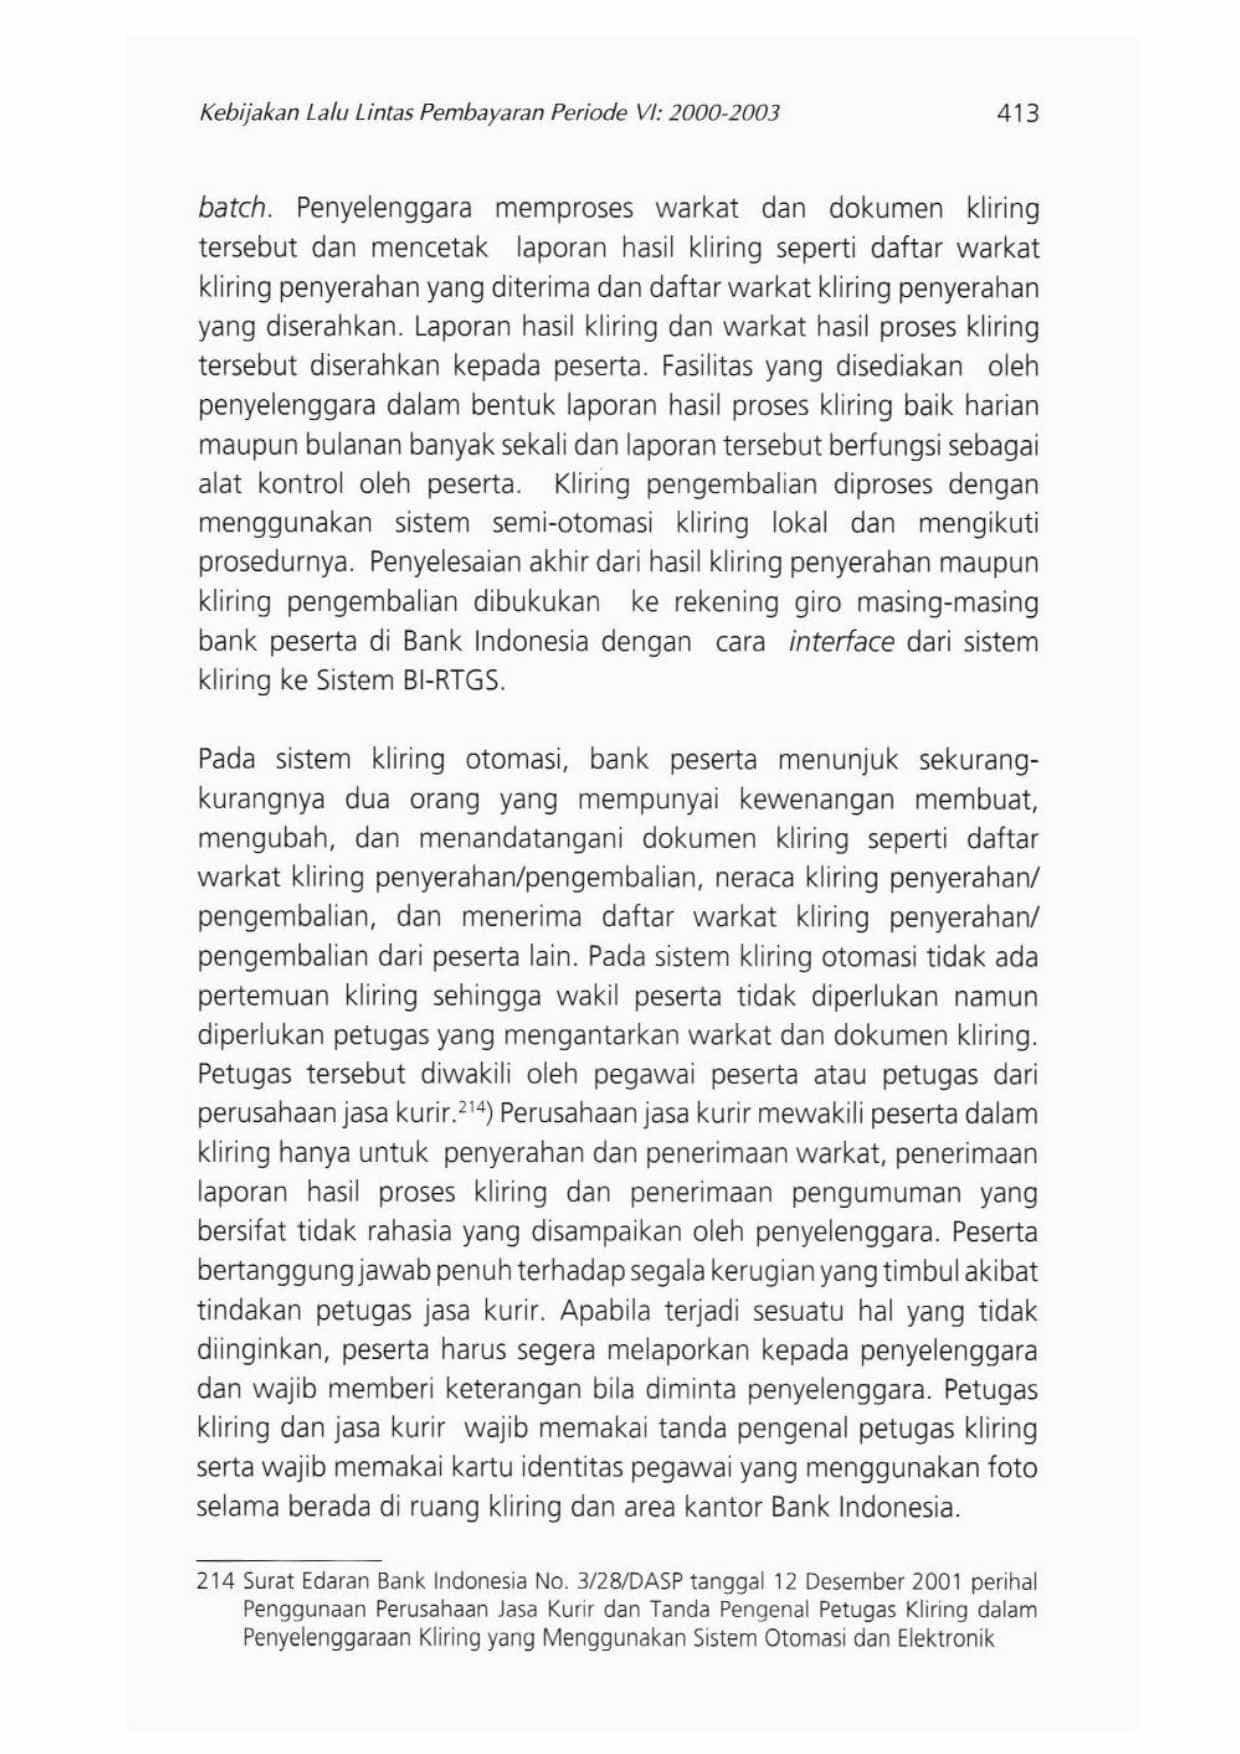 Kebijakan Lalu Lintas Pembayaran Periode VI: 2000-2003 413
batch. Penyelenggara memproses warkat dan dokumen kliring
tersebut dan mencetak laporan hasil kliring seperti daftar warkat
kliring penyerahan yang diterima dan daftar warkat kliring penyerahan
yang diserahkan. Laporan hasil kliring dan warkat hasil proses kliring
tersebut diserahkan kepada peserta. Fasilitas yang disediakan oleh
penyelenggara dalam bentuk laporan hasil proses kliring baik harian
maupun bulanan banyak sekali dan laporan tersebut berfungsi sebagai
alat kontrol oleh peserta. Kliring pengembalian diproses dengan
menggunakan sistem semi-otomasi kliring lokal dan mengikuti
prosedurnya. Penyelesaian akhir dari hasil kliring penyerahan maupun
kliring pengembalian dibukukan ke rekening giro masing-masing
bank peserta di Bank Indonesia dengan cara interface dari sistem
kliring ke Sistem BI-RTGS.
Pada sistem kliring otomasi, bank peserta menunjuk sekurang-
kurangnya dua orang yang mempunyai kewenangan membuat,
mengubah, dan menandatangani dokumen kliring seperti daftar
warkat kliring penyerahan/pengembalian, neraca kliring penyerahan/
pengembalian, dan menerima daftar warkat kliring penyerahan/
pengembalian dari peserta lain. Pada sistem kliring otomasi tidak ada
pertemuan kliring sehingga wakil peserta tidak diperlukan namun
diperlukan petugas yang mengantarkan warkat dan dokumen kliring.
Petugas tersebut diwakili oleh pegawai peserta atau petugas dari
perusahaan jasa kurir.²¹⁴) Perusahaan jasa kurir mewakili peserta dalam
kliring hanya untuk penyerahan dan penerimaan warkat, penerimaan
laporan hasil proses kliring dan penerimaan pengumuman yang
bersifat tidak rahasia yang disampaikan oleh penyelenggara. Peserta
bertanggung jawab penuh terhadap segala kerugian yang timbul akibat
tindakan petugas jasa kurir. Apabila terjadi sesuatu hal yang tidak
diinginkan, peserta harus segera melaporkan kepada penyelenggara
dan wajib memberi keterangan bila diminta penyelenggara. Petugas
kliring dan jasa kurir wajib memakai tanda pengenal petugas kliring
serta wajib memakai kartu identitas pegawai yang menggunakan foto
selama berada di ruang kliring dan area kantor Bank Indonesia.
214 Surat Edaran Bank Indonesia No. 3/28/DASP tanggal 12 Desember 2001 perihal
Penggunaan Perusahaan Jasa Kurir dan Tanda Pengenal Petugas Kliring dalam
Penyelenggaraan Kliring yang Menggunakan Sistem Otomasi dan Elektronik